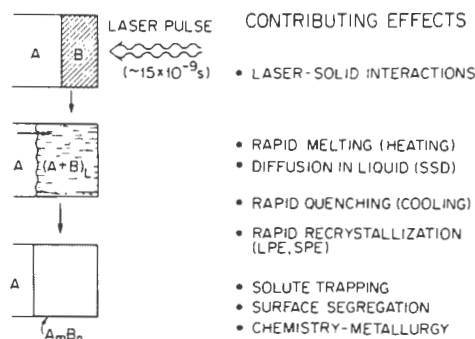 LASER PULSE
(~15×10⁻⁹s)
CONTRIBUTING EFFECTS
A
B
• LASER-SOLID INTERACTIONS
A
(A+B)L
• RAPID MELTING (HEATING)
• DIFFUSION IN LIQUID (SSD)
• RAPID QUENCHING (COOLING)
• RAPID RECRYSTALLIZATION
(LPE, SPE)
A
AmBn
• SOLUTE TRAPPING
• SURFACE SEGREGATION
• CHEMISTRY-METALLURGY